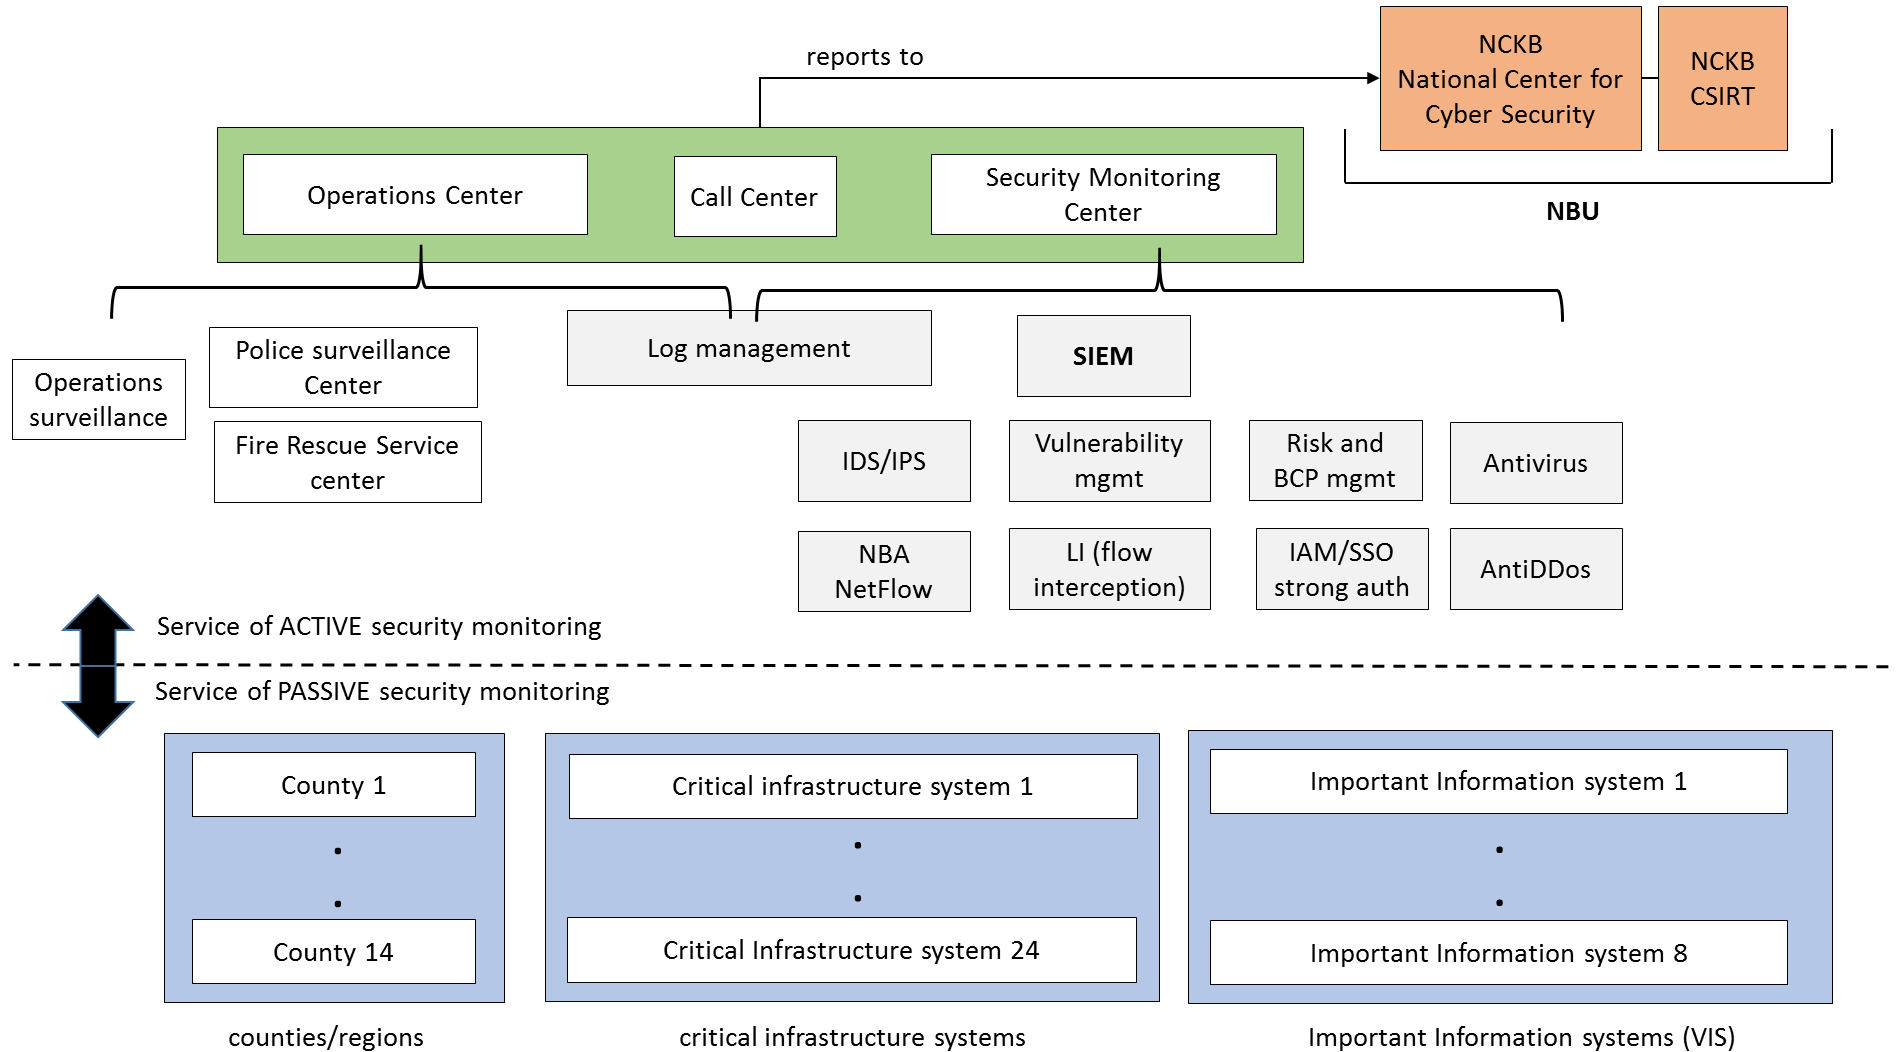 reports to
NCKB
National Center for
Cyber Security
NCKB
CSIRT
NBU
Operations Center
Call Center
Security Monitoring
Center
Operations
surveillance
Police surveillance
Center
Fire Rescue Service
center
Log management
SIEM
IDS/IPS
Vulnerability
mgmt
Risk and
BCP mgmt
Antivirus
NBA
NetFlow
LI (flow
interception)
IAM/SSO
strong auth
AntiDDos
Service of ACTIVE security monitoring
Service of PASSIVE security monitoring
County 1
.
.
County 14
counties/regions
Critical infrastructure system 1
.
.
Critical Infrastructure system 24
critical infrastructure systems
Important Information system 1
.
.
Important Information system 8
Important Information systems (VIS)